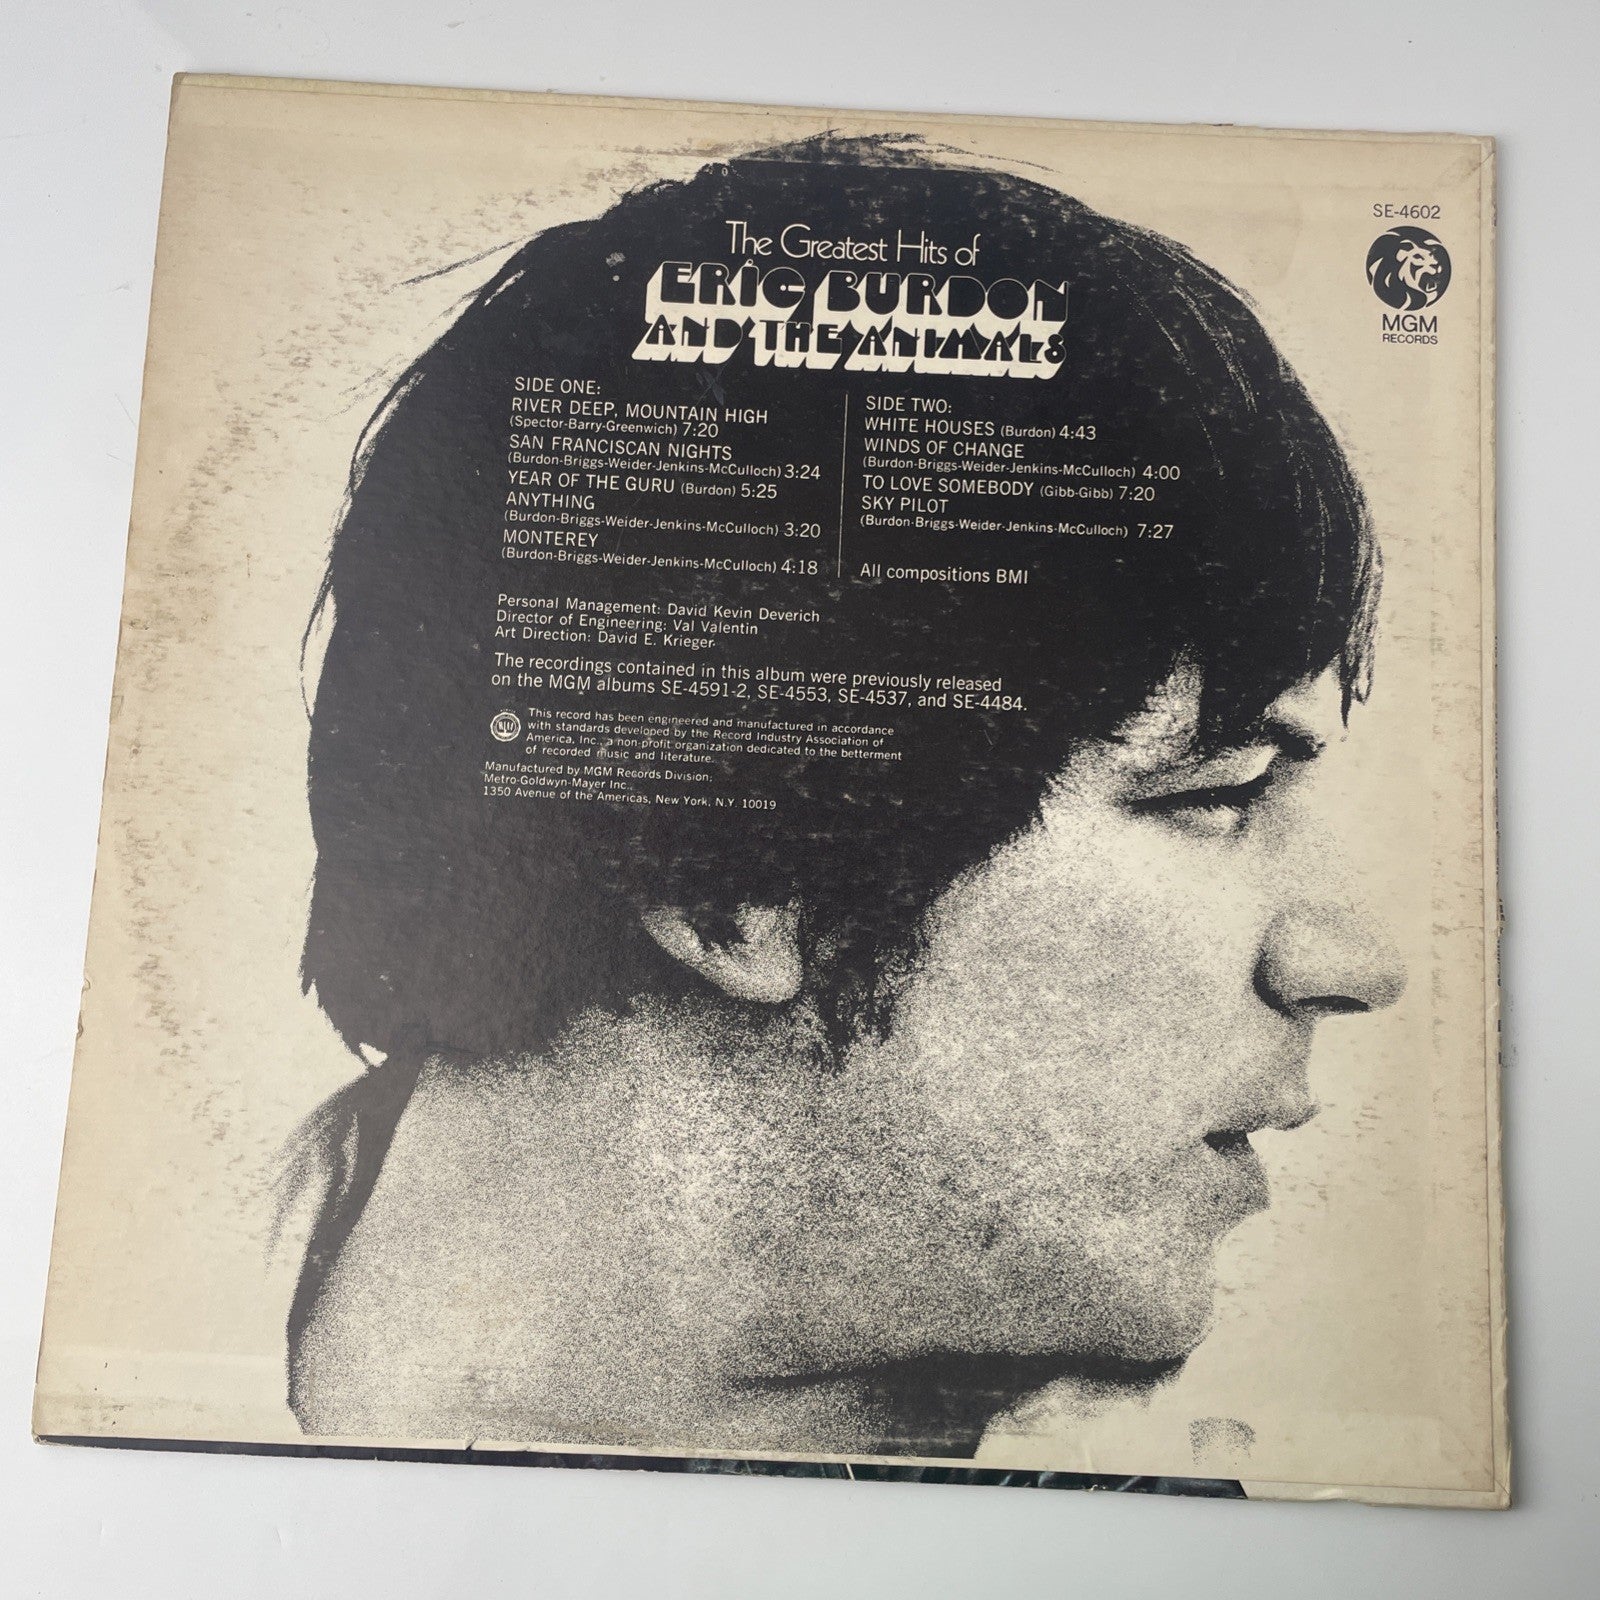 The Greatest Hits of
ERIC BURDON
AND THE ANIMALS
SE-4602
MGM
RECORDS
SIDE ONE:
RIVER DEEP, MOUNTAIN HIGH
(Spector-Barry-Greenwich) 7:20
SAN FRANCISCAN NIGHTS
(Burdon-Briggs-Weider-Jenkins-McCulloch) 3:24
YEAR OF THE GURU (Burdon) 5:25
ANYTHING
(Burdon-Briggs-Weider-Jenkins-McCulloch) 3:20
MONTEREY
(Burdon-Briggs-Weider-Jenkins-McCulloch) 4:18
SIDE TWO:
WHITE HOUSES (Burdon) 4:43
WINDS OF CHANGE
(Burdon-Briggs-Weider-Jenkins-McCulloch) 4:00
TO LOVE SOMEBODY (Gibb-Gibb) 7:20
SKY PILOT
(Burdon-Briggs-Weider-Jenkins-McCulloch) 7:27
All compositions BMI
Personal Management: David Kevin Deverich
Director of Engineering: Val Valentin
Art Direction: David E. Krieger
The recordings contained in this album were previously released
on the MGM albums SE-4591-2, SE-4553, SE-4537, and SE-4484.
This record has been engineered and manufactured in accordance
with standards developed by the Record Industry Association of
America, Inc., a non-profit organization dedicated to the betterment
of recorded music and literature.
Manufactured by MGM Records Division;
Metro-Goldwyn-Mayer Inc.,
1350 Avenue of the Americas, New York, N.Y. 10019